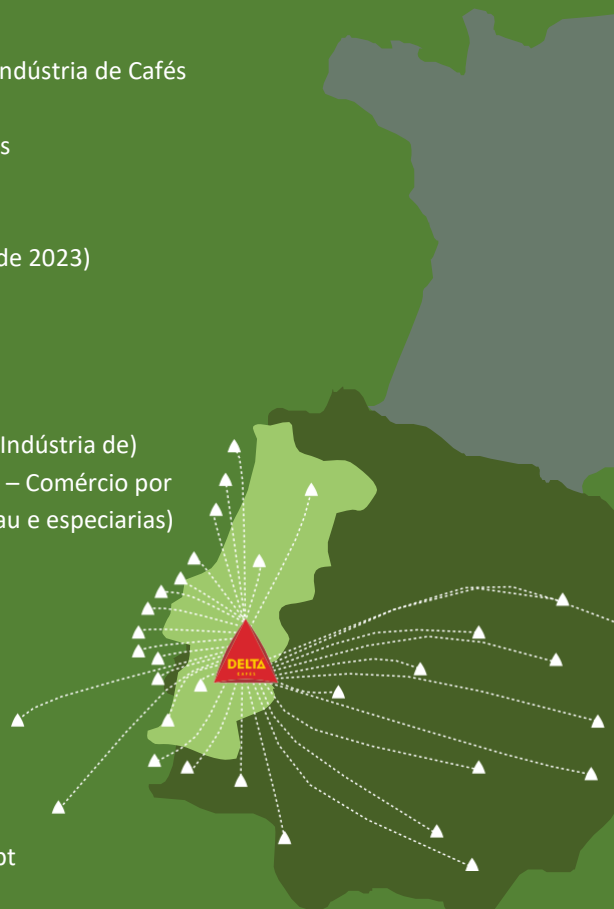 ndústria de Cafés
s
de 2023)
Indústria de)
– Comércio por
au e especiarias)
DELTA
CAFÉS
pt